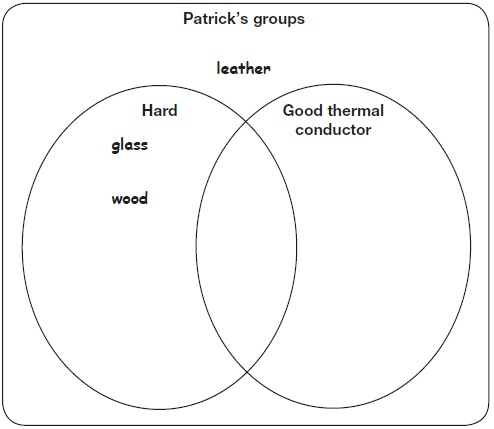 Patrick's groups
leather
Hard
glass
wood
Good thermal
conductor